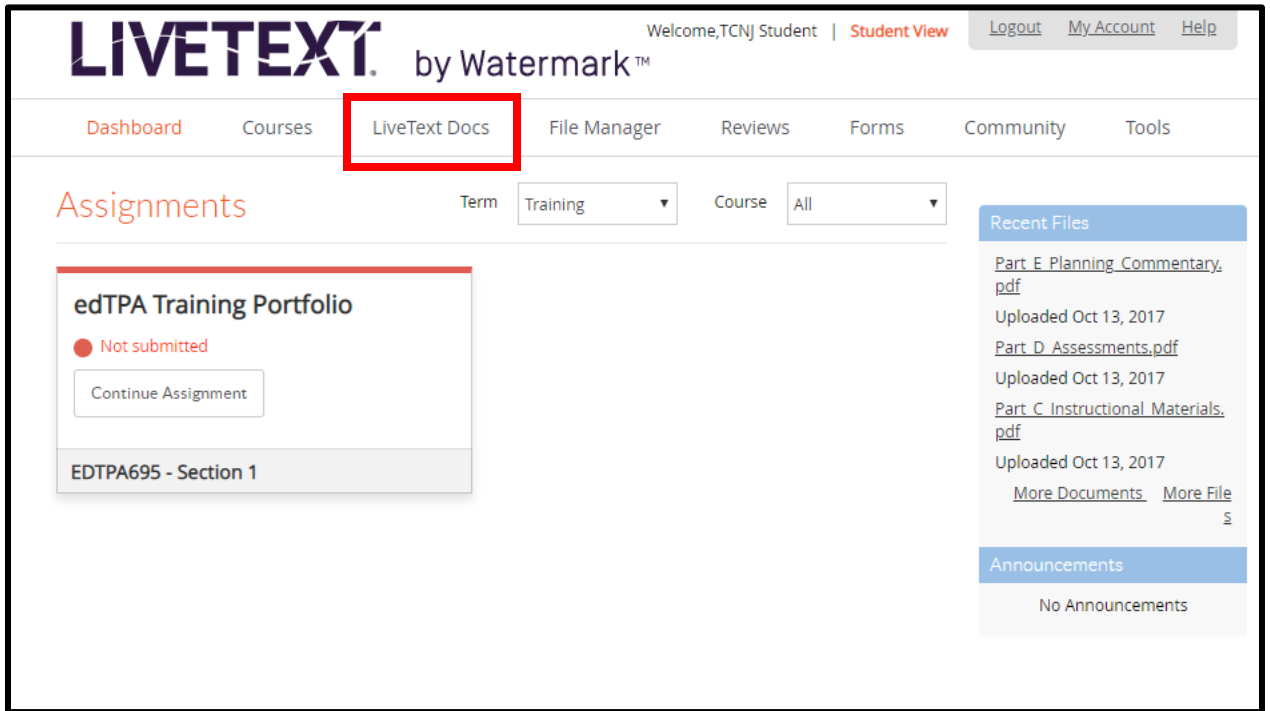 Welcome,TCNJ Student | Student View
Logout My Account Help
LIVETEXT. by Watermark™
Dashboard Courses LiveText Docs File Manager Reviews Forms Community Tools
Assignments
Term Training ▼ Course All ▼
edTPA Training Portfolio
Not submitted
Continue Assignment
EDTPA695 - Section 1
Recent Files
Part_E_Planning_Commentary.
pdf
Uploaded Oct 13, 2017
Part_D_Assessments.pdf
Uploaded Oct 13, 2017
Part_C_Instructional_Materials.
pdf
Uploaded Oct 13, 2017
More Documents More File
s
Announcements
No Announcements